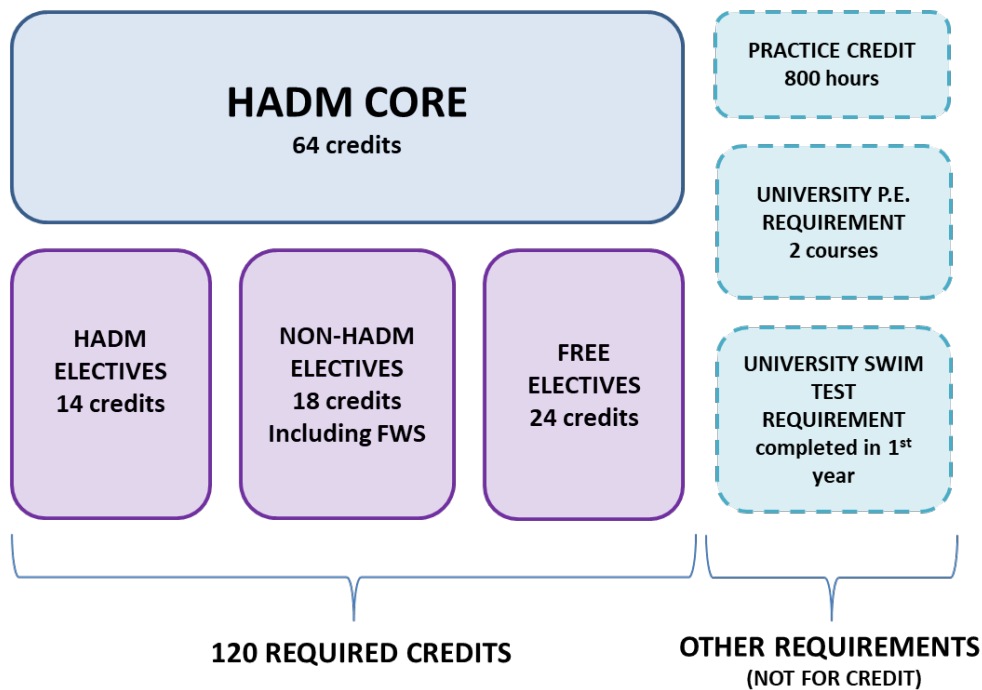 HADM CORE
64 credits
HADM
ELECTIVES
14 credits
NON-HADM
ELECTIVES
18 credits
Including FWS
FREE
ELECTIVES
24 credits
120 REQUIRED CREDITS
PRACTICE CREDIT
800 hours
UNIVERSITY P.E.
REQUIREMENT
2 courses
UNIVERSITY SWIM
TEST
REQUIREMENT
completed in 1st
year
OTHER REQUIREMENTS
(NOT FOR CREDIT)